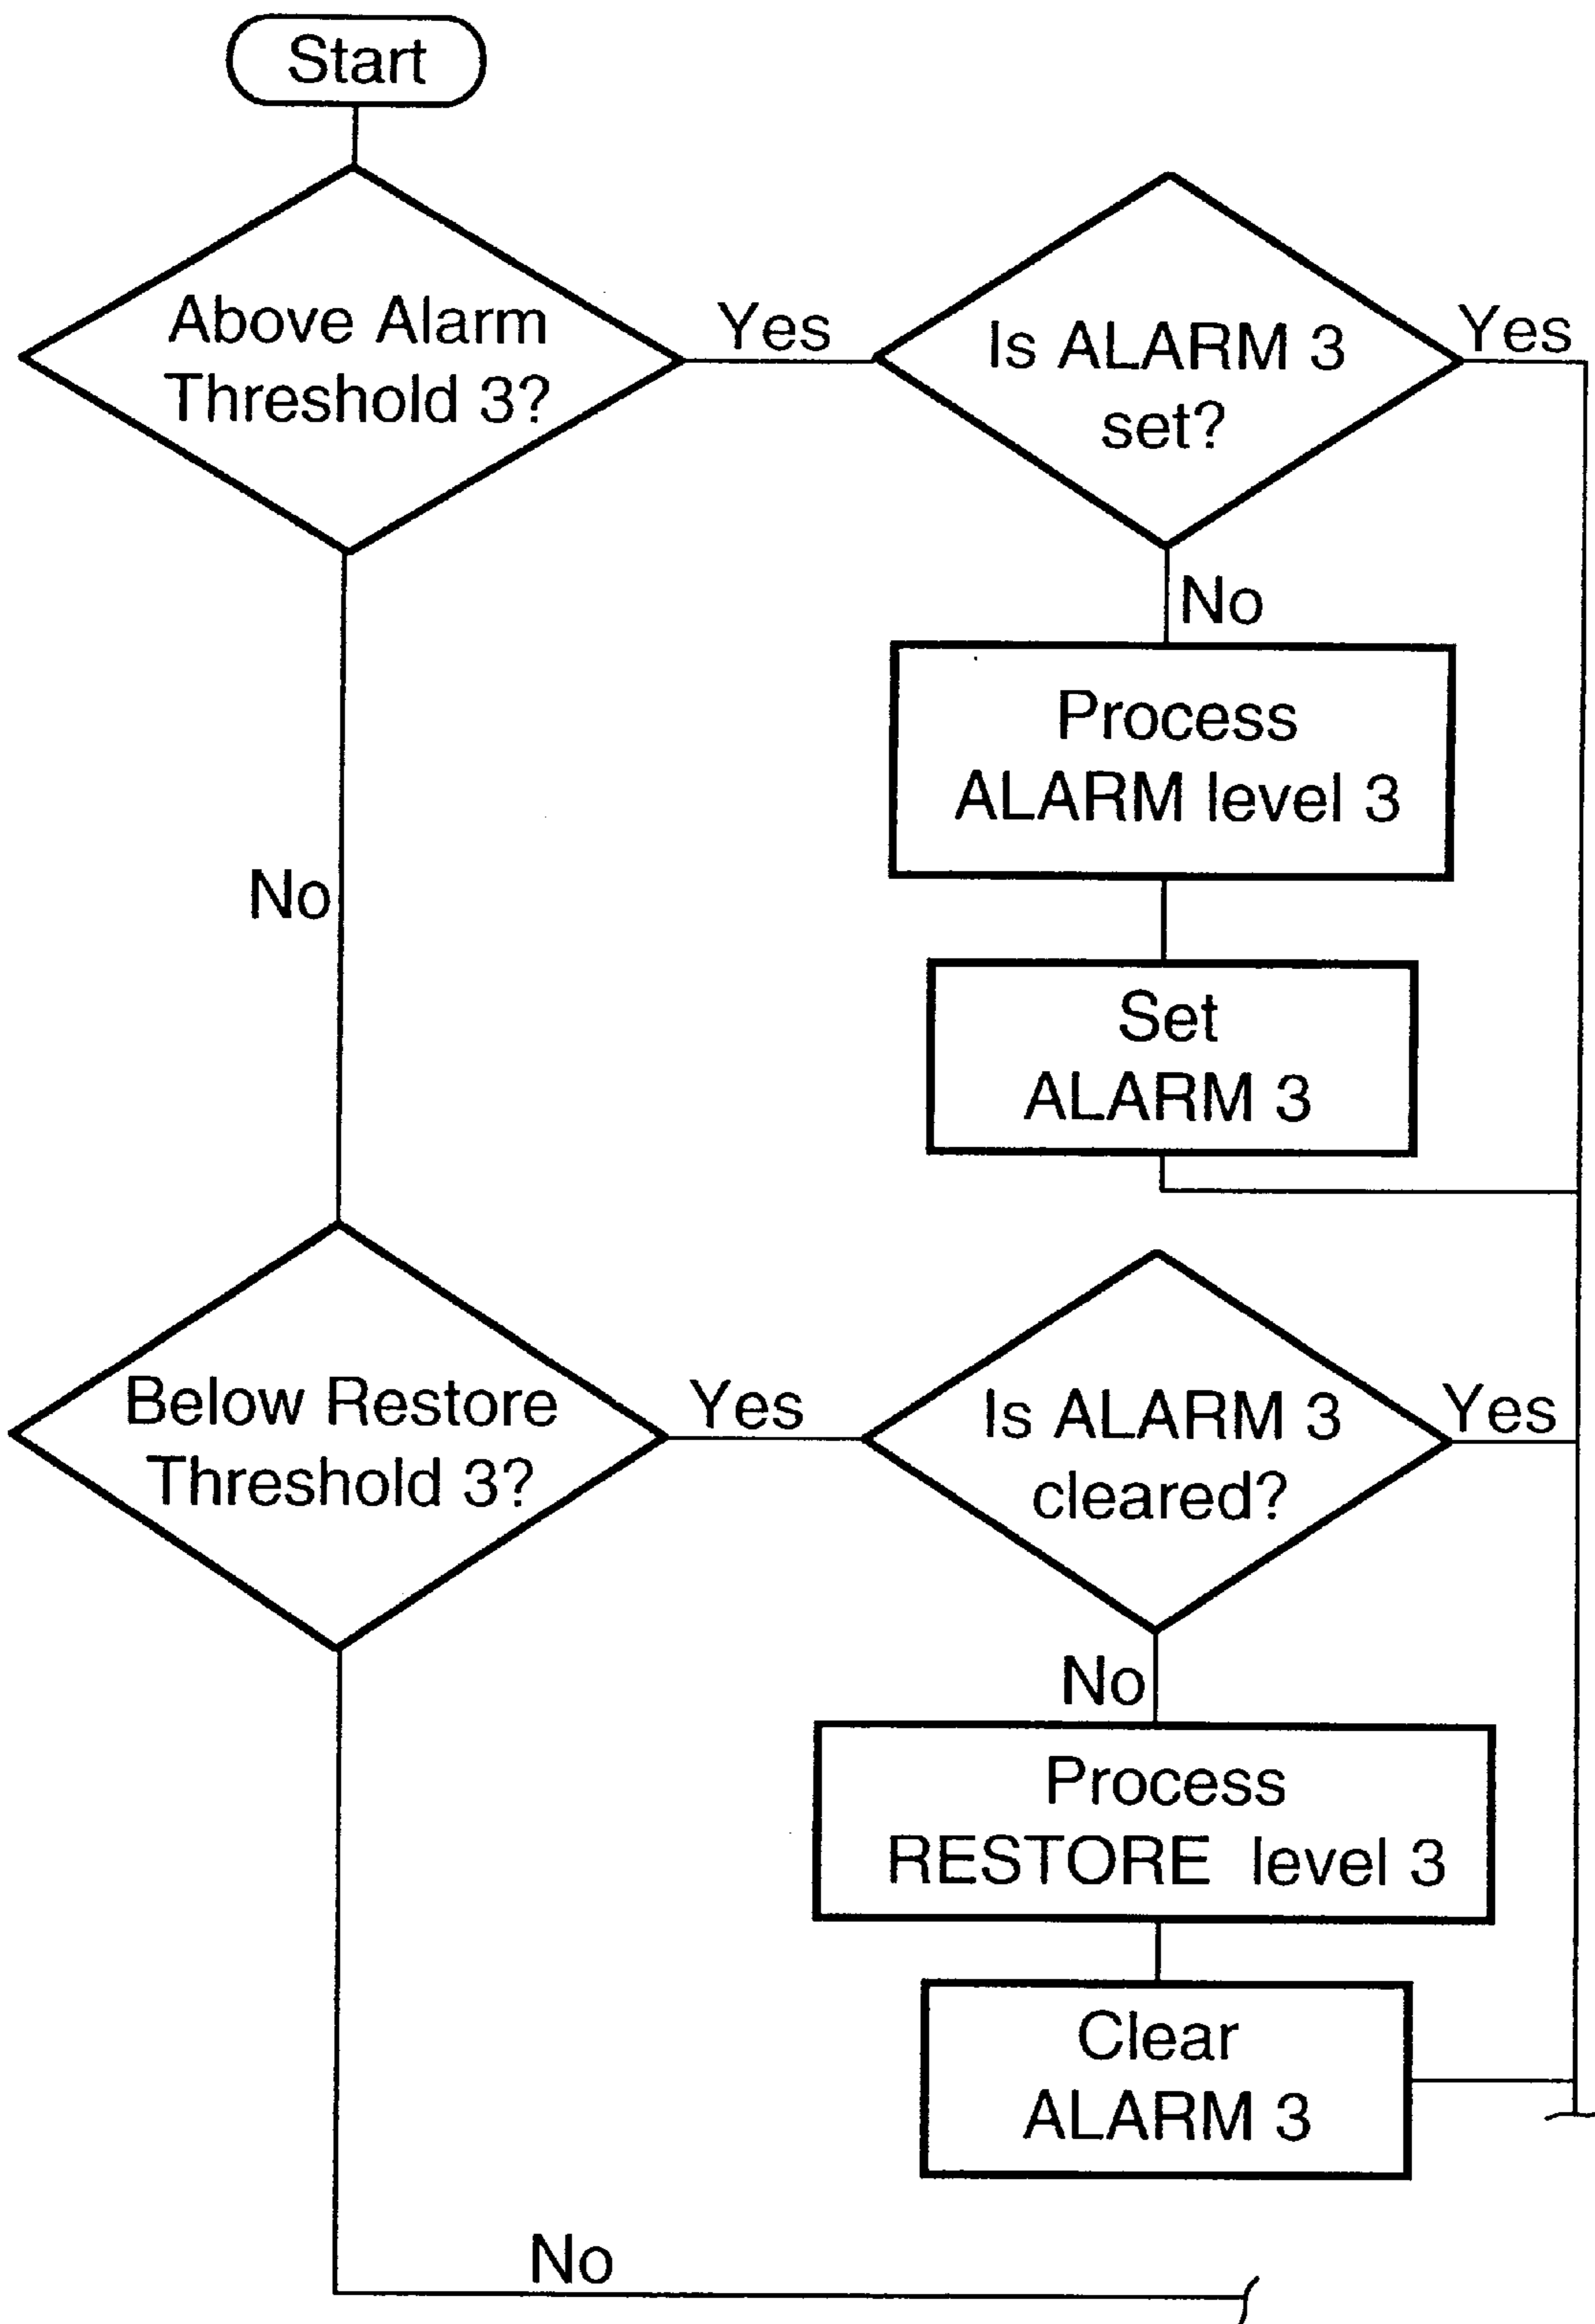 Start
Above Alarm
Threshold 3?
Yes
Is ALARM 3
set?
Yes
No
Process
ALARM level 3
Set
ALARM 3
No
Below Restore
Threshold 3?
Yes
Is ALARM 3
cleared?
Yes
No
Process
RESTORE level 3
Clear
ALARM 3
No